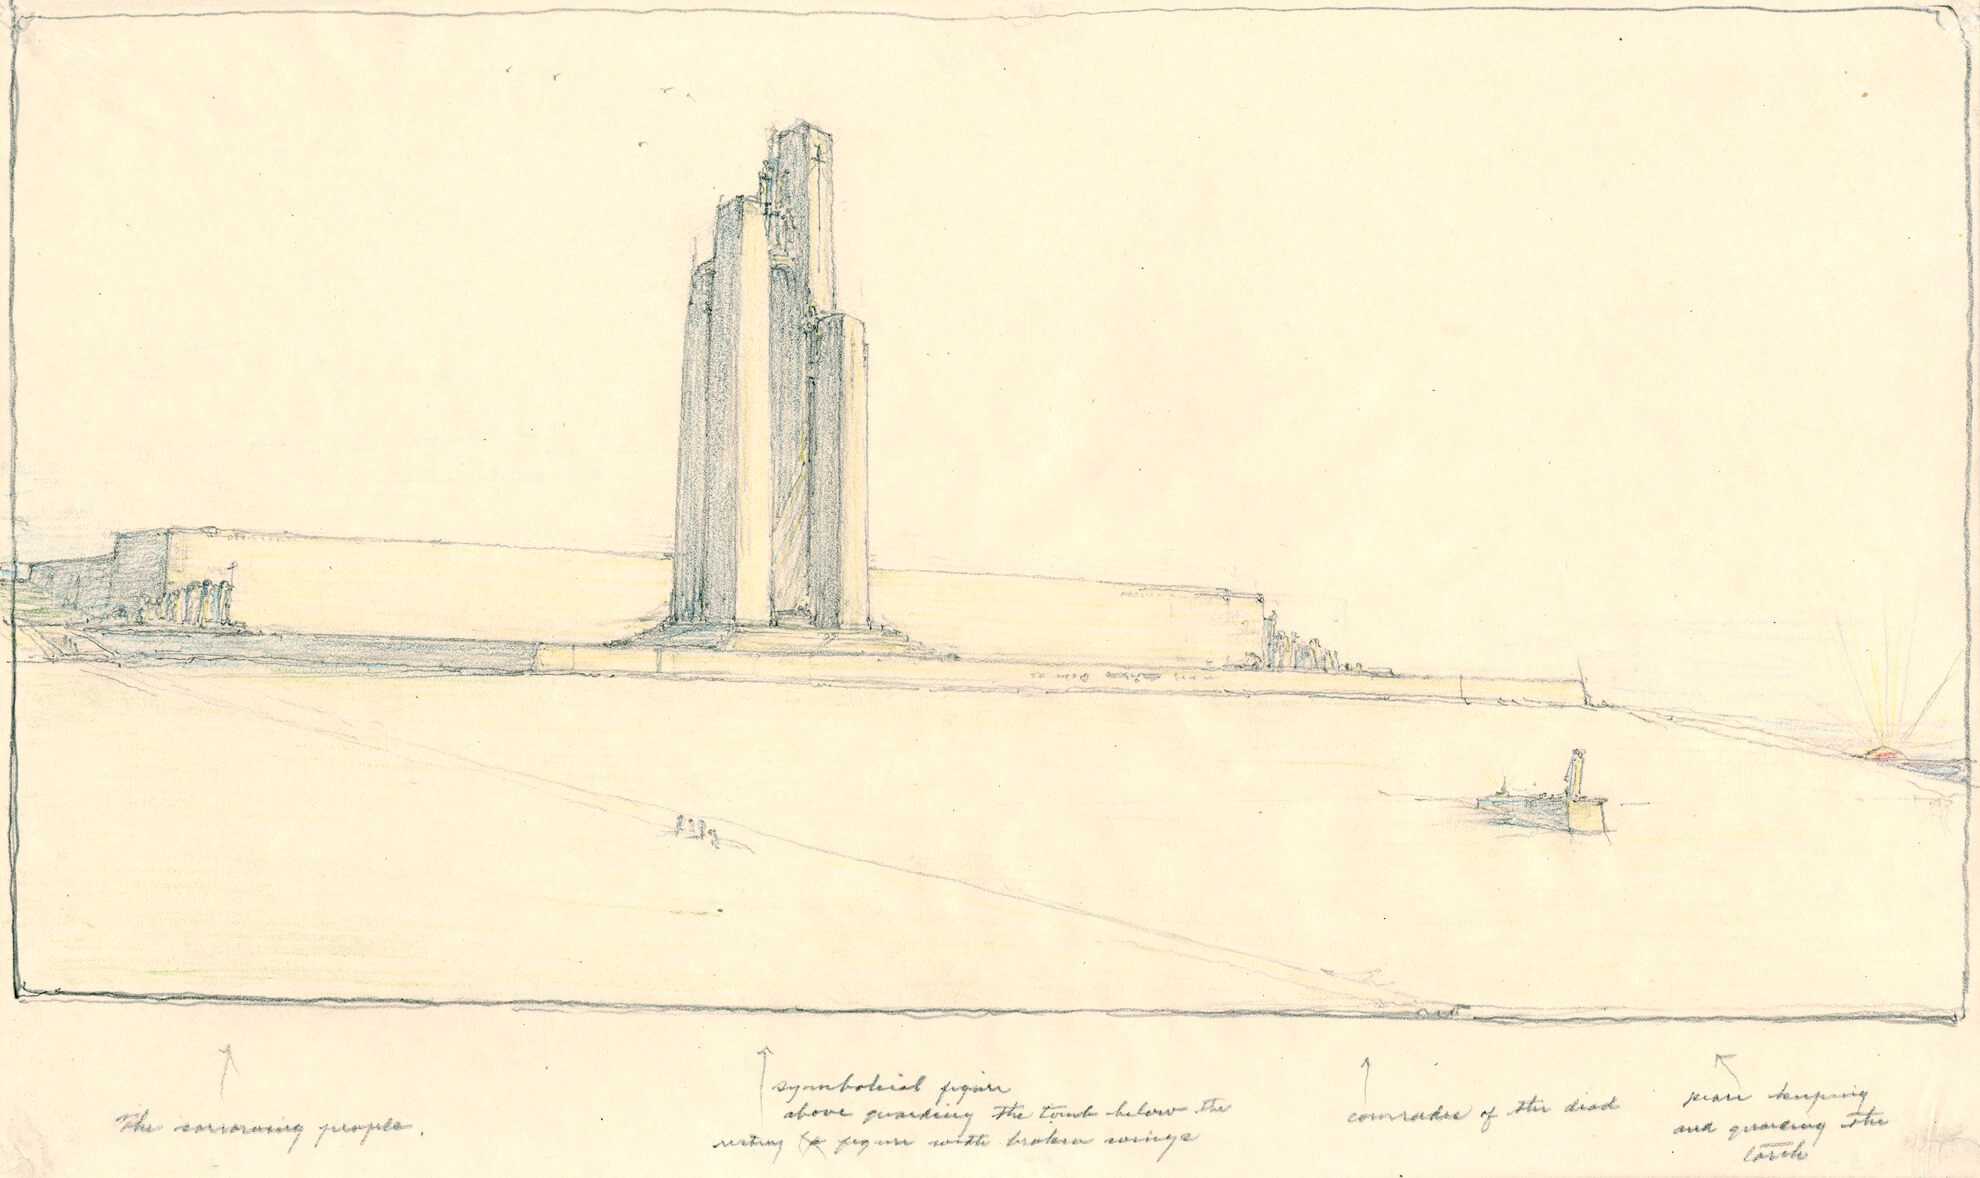 The sorrowing people.
symbolical figure
above guarding the tomb below the
resting figure with broken wings
comrades of the dead
peace keeping
and guarding the
torch